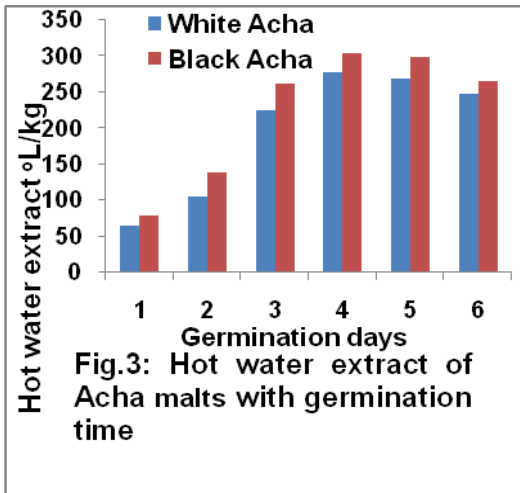 350
300
250
200
150
100
50
0
White Acha
Black Acha
Hot water extract ºL/kg
1 2 3 4 5 6
Germination days
Fig.3: Hot water extract of
Acha malts with germination
time